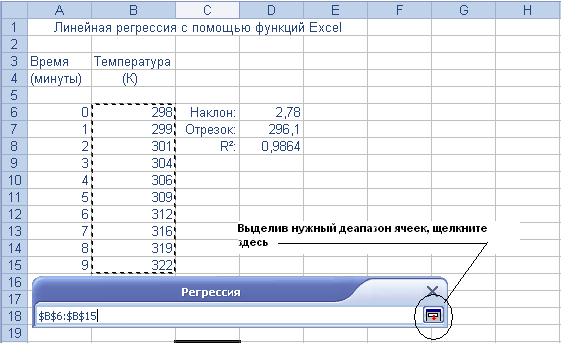 A B C D E F G H
1 Линейная регрессия с помощью функций Excel
2
3 Время Температура
4 (минуты) (К)
5
6 0 298 Наклон: 2,78
7 1 299 Отрезок: 296,1
8 2 301 R²: 0,9864
9 3 304
10 4 306
11 5 309
12 6 312
13 7 316
Выделив нужный деапазон ячеек, щелкните
здесь
14 8 319
15 9 322
16
Регрессия
17
18 $B$6:$B$15
19